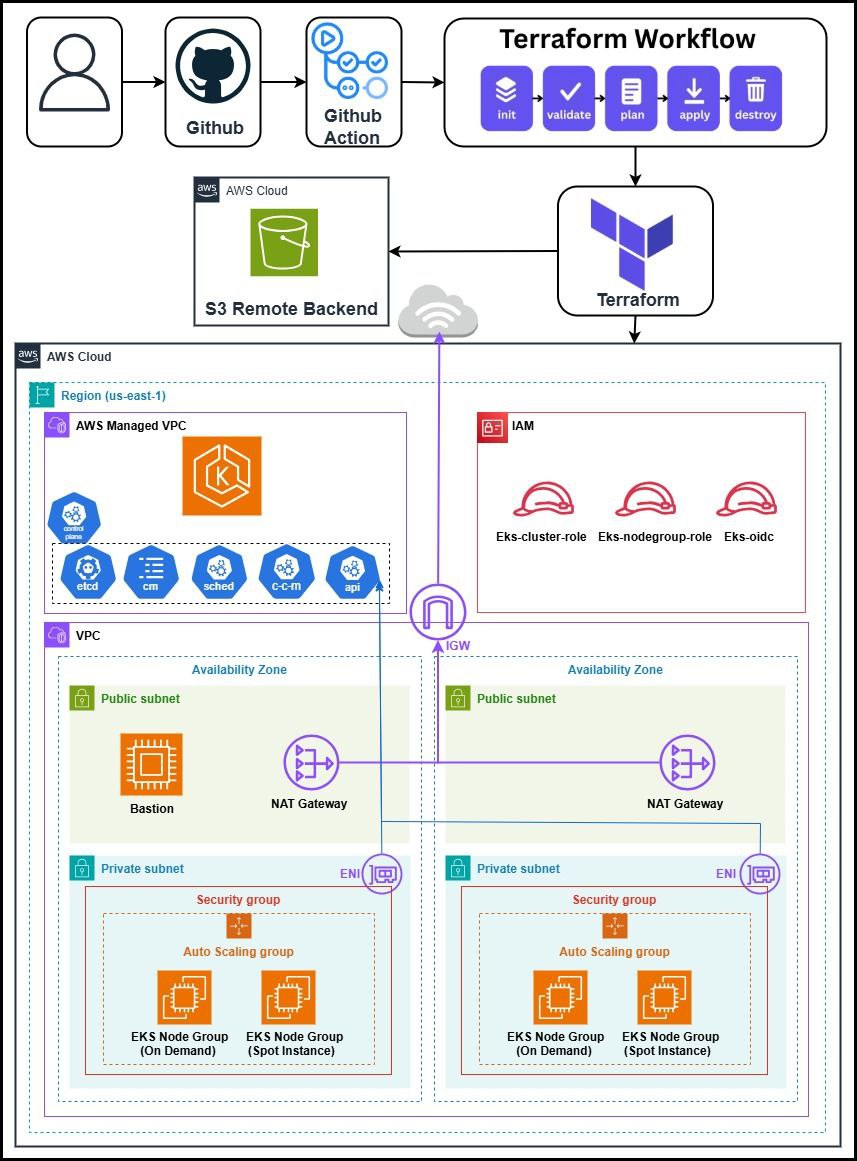 Terraform Workflow
init
validate
plan
apply
destroy
Github
Github
Action
aws
AWS Cloud
S3 Remote Backend
Terraform
aws
AWS Cloud
Region (us-east-1)
AWS Managed VPC
control
plane
etcd
cm
sched
c-c-m
api
IAM
Eks-cluster-role
Eks-nodegroup-role
Eks-oidc
IGW
VPC
Availability Zone
Public subnet
Bastion
NAT Gateway
Private subnet
ENI
Security group
Auto Scaling group
EKS Node Group
(On Demand)
EKS Node Group
(Spot Instance)
Availability Zone
Public subnet
NAT Gateway
Private subnet
ENI
Security group
Auto Scaling group
EKS Node Group
(On Demand)
EKS Node Group
(Spot Instance)